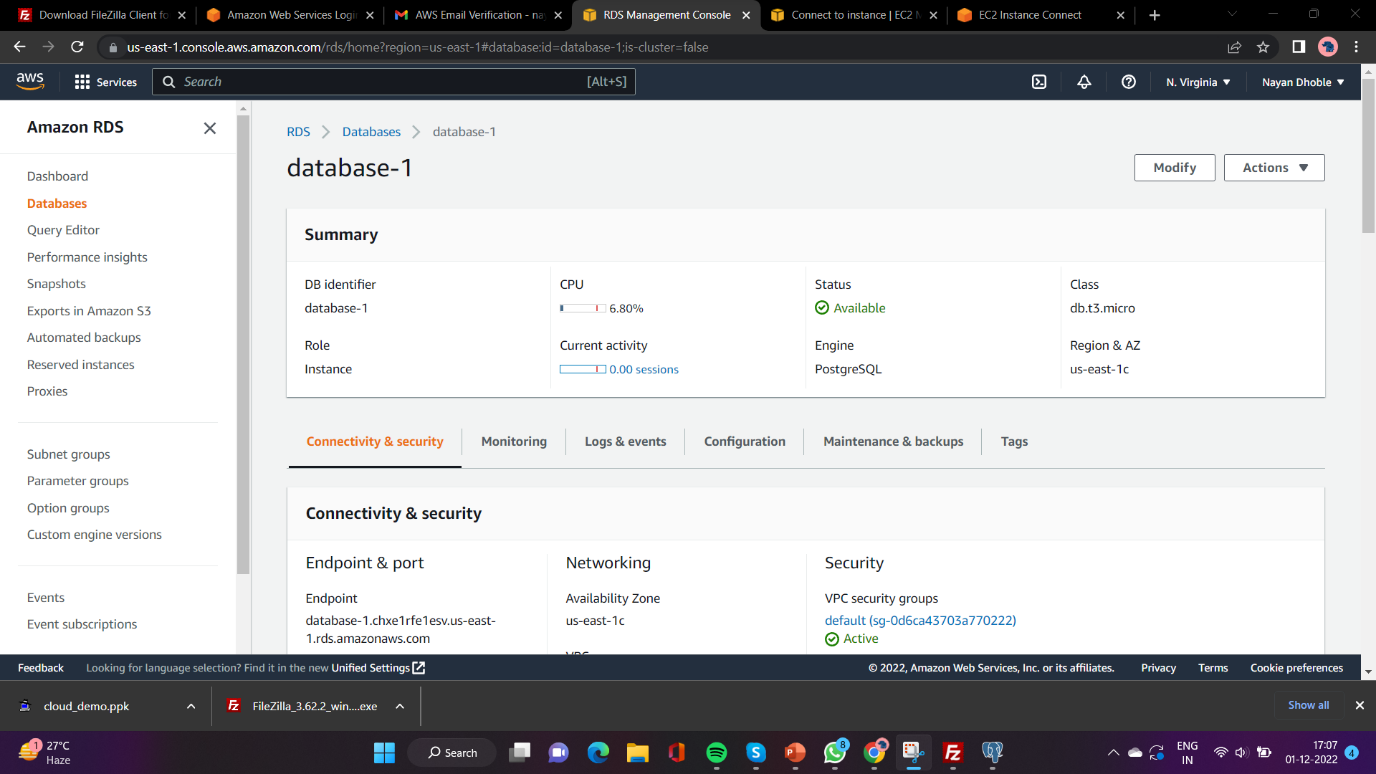 Download FileZilla Client fo
Amazon Web Services Logi
AWS Email Verification - na
RDS Management Console
Connect to instance | EC2 M
EC2 Instance Connect
us-east-1.console.aws.amazon.com/rds/home?region=us-east-1#database:id=database-1;is-cluster=false
aws
Services
Search
[Alt+S]
N. Virginia
Nayan Dhoble
Amazon RDS
Dashboard
Databases
Query Editor
Performance insights
Snapshots
Exports in Amazon S3
Automated backups
Reserved instances
Proxies
Subnet groups
Parameter groups
Option groups
Custom engine versions
Events
Event subscriptions
RDS
Databases
database-1
database-1
Modify
Actions
Summary
DB identifier
database-1
CPU
6.80%
Status
Available
Class
db.t3.micro
Role
Instance
Current activity
0.00 sessions
Engine
PostgreSQL
Region & AZ
us-east-1c
Connectivity & security
Monitoring
Logs & events
Configuration
Maintenance & backups
Tags
Connectivity & security
Endpoint & port
Endpoint
database-1.chxe1rfe1esv.us-east-
1.rds.amazonaws.com
Networking
Availability Zone
us-east-1c
VPC
Security
VPC security groups
default (sg-0d6ca43703a770222)
Active
Feedback
Looking for language selection? Find it in the new Unified Settings
© 2022, Amazon Web Services, Inc. or its affiliates.
Privacy
Terms
Cookie preferences
cloud_demo.ppk
FileZilla_3.62.2_win....exe
Show all
1
27°C
Haze
Search
8
ENG
IN
17:07
01-12-2022
4